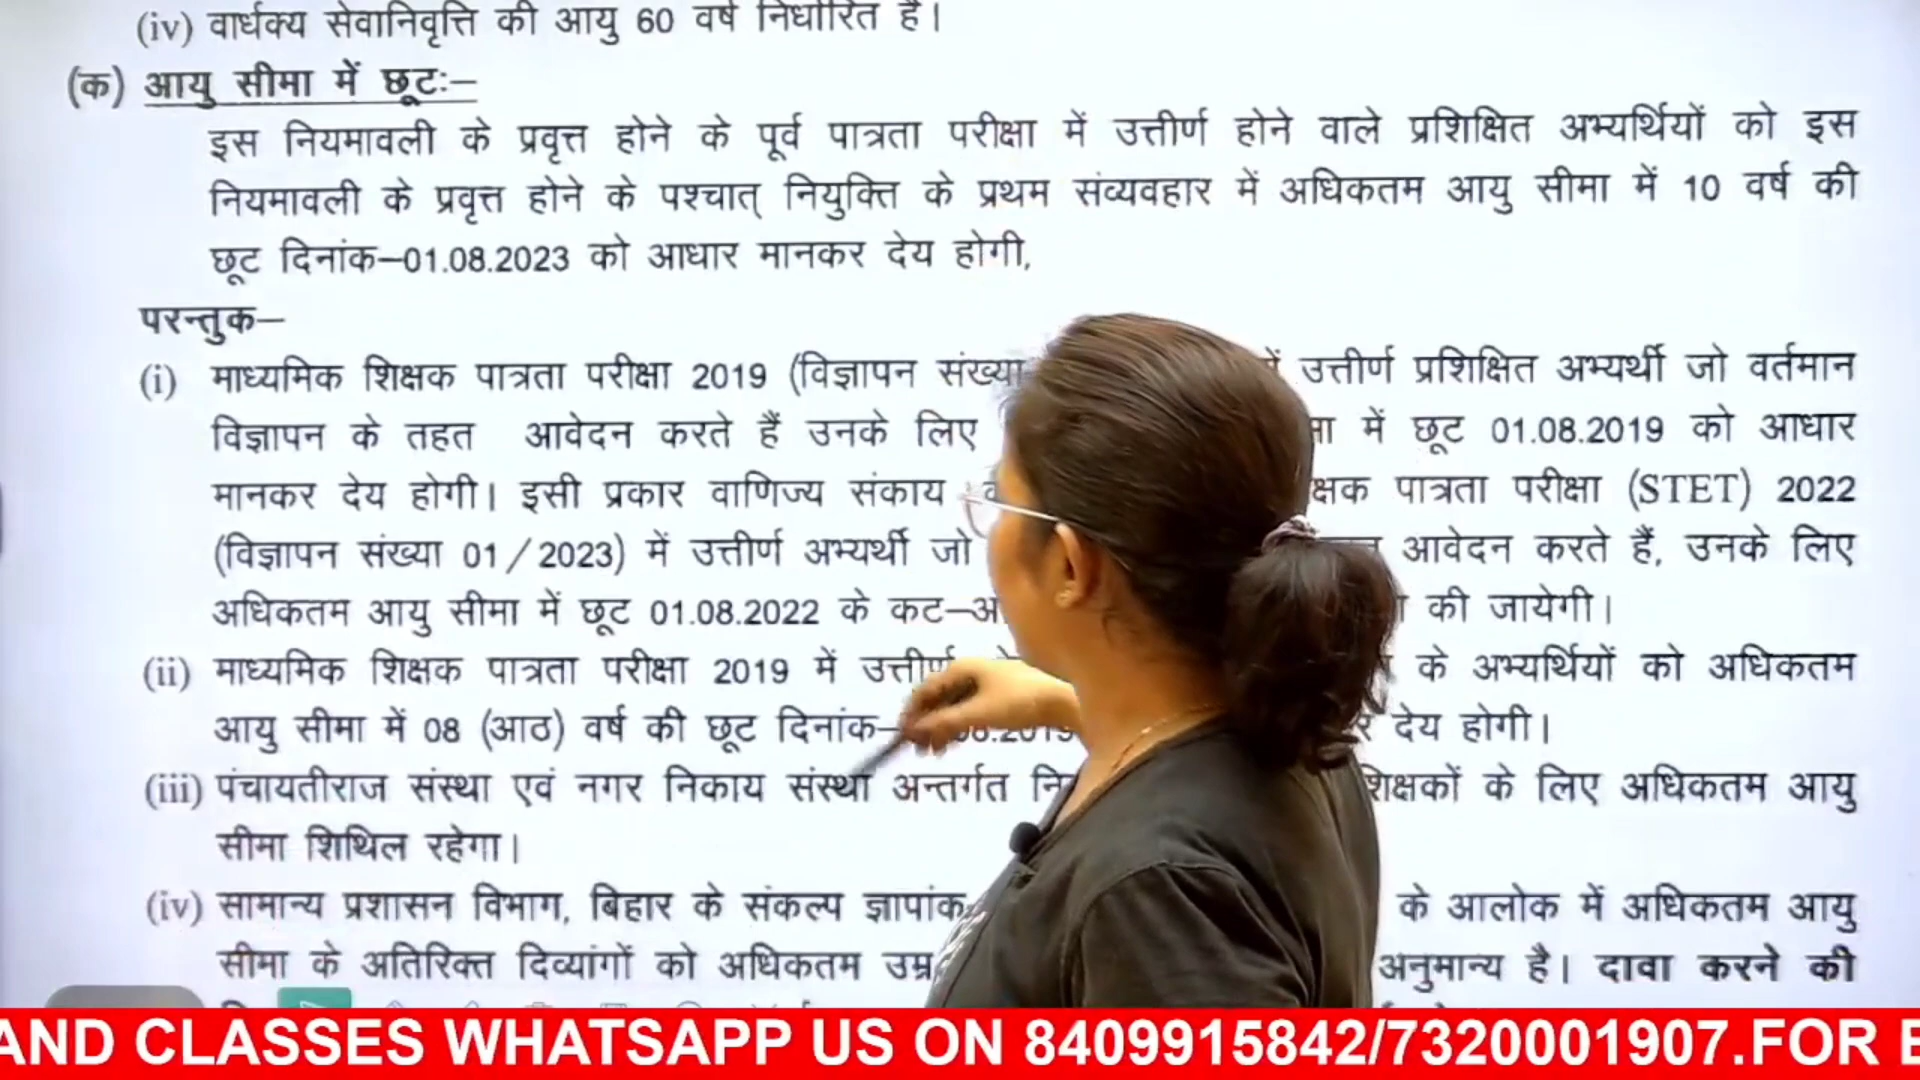 (iv) वार्धक्य सेवानिवृत्ति की आयु 60 वर्ष निर्धारित है।
(क) आयु सीमा में छूटः–
इस नियमावली के प्रवृत्त होने के पूर्व पात्रता परीक्षा में उत्तीर्ण होने वाले प्रशिक्षित अभ्यर्थियों को इस
नियमावली के प्रवृत्त होने के पश्चात् नियुक्ति के प्रथम संव्यवहार में अधिकतम आयु सीमा में 10 वर्ष की
छूट दिनांक–01.08.2023 को आधार मानकर देय होगी,
परन्तुक–
(i) माध्यमिक शिक्षक पात्रता परीक्षा 2019 (विज्ञापन संख्या उत्तीर्ण प्रशिक्षित अभ्यर्थी जो वर्तमान
विज्ञापन के तहत आवेदन करते हैं उनके लिए में छूट 01.08.2019 को आधार
मानकर देय होगी। इसी प्रकार वाणिज्य संकाय पात्रता परीक्षा (STET) 2022
(विज्ञापन संख्या 01/2023) में उत्तीर्ण अभ्यर्थी जो आवेदन करते हैं, उनके लिए
अधिकतम आयु सीमा में छूट 01.08.2022 के कट– की जायेगी।
(ii) माध्यमिक शिक्षक पात्रता परीक्षा 2019 में उत्तीर्ण के अभ्यर्थियों को अधिकतम
आयु सीमा में 08 (आठ) वर्ष की छूट दिनांक– देय होगी।
(iii) पंचायतीराज संस्था एवं नगर निकाय संस्था अन्तर्गत शिक्षकों के लिए अधिकतम आयु
सीमा शिथिल रहेगा।
(iv) सामान्य प्रशासन विभाग, बिहार के संकल्प ज्ञापांक के आलोक में अधिकतम आयु
सीमा के अतिरिक्त दिव्यांगों को अधिकतम उम्र अनुमान्य है। दावा करने की
AND CLASSES WHATSAPP US ON 8409915842/7320001907.FOR